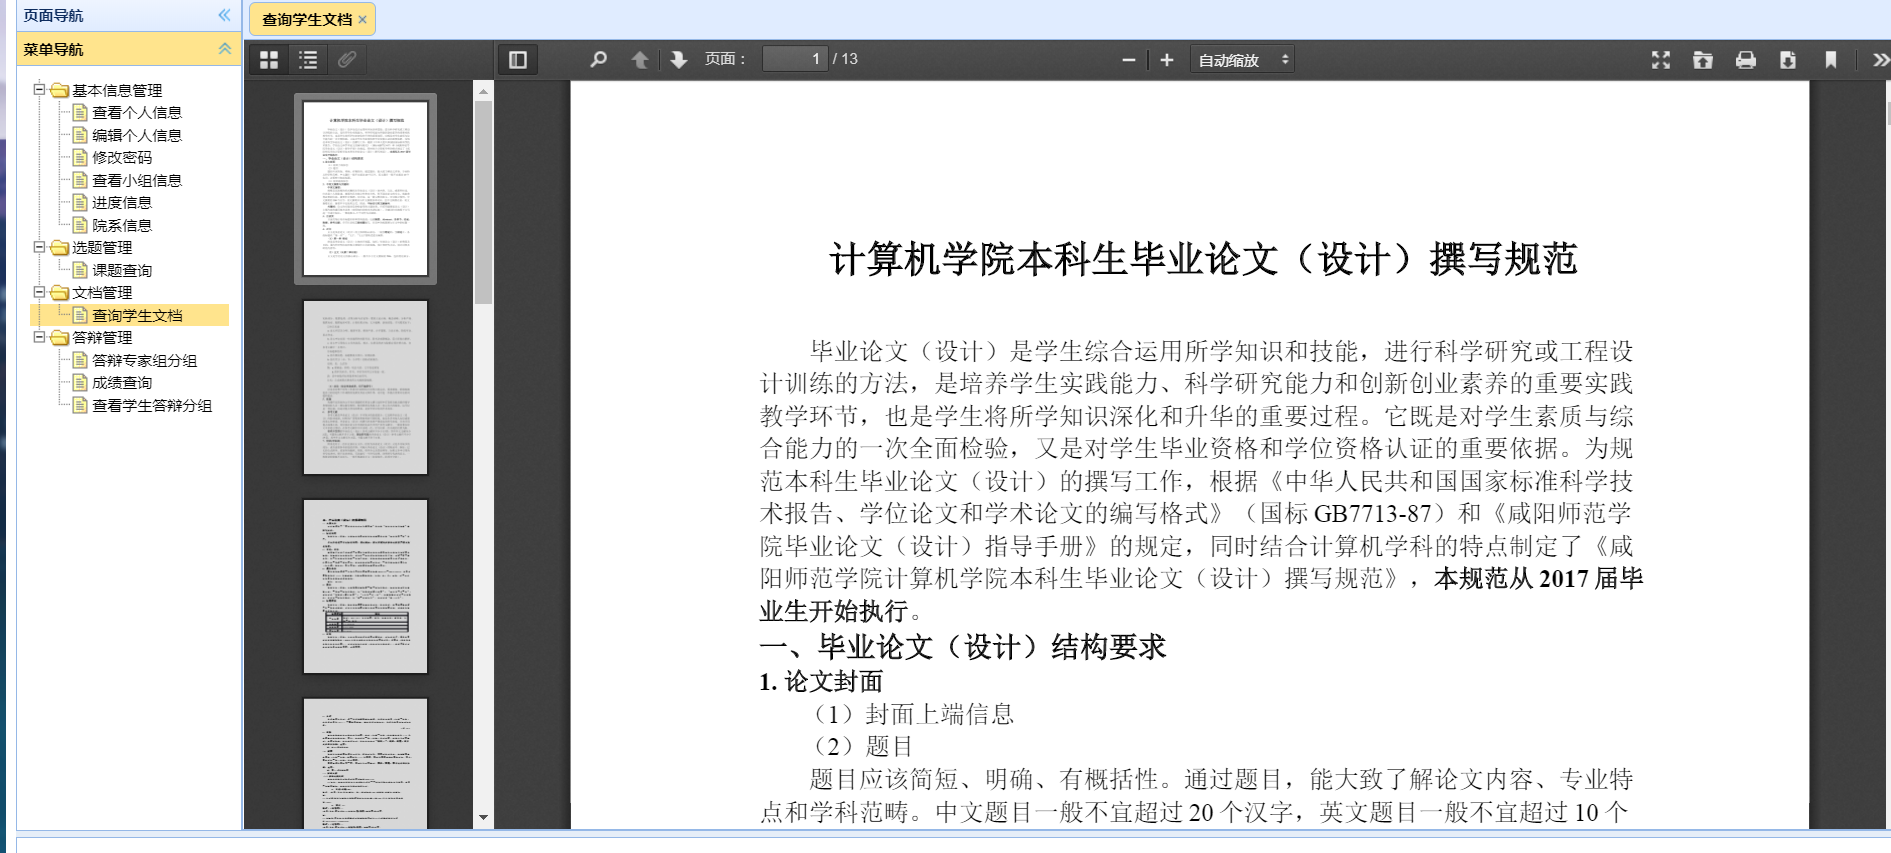 页面导航
菜单导航
基本信息管理
查看个人信息
编辑个人信息
修改密码
查看小组信息
进度信息
院系信息
选题管理
课题查询
文档管理
查询学生文档
答辩管理
答辩专家组分组
成绩查询
查看学生答辩分组
查询学生文档
页面： 1 / 13
自动缩放
计算机学院本科生毕业论文（设计）撰写规范
毕业论文（设计）是学生综合运用所学知识和技能，进行科学研究或工程设
计训练的方法，是培养学生实践能力、科学研究能力和创新创业素养的重要实践
教学环节，也是学生将所学知识深化和升华的重要过程。它既是对学生素质与综
合能力的一次全面检验，又是对学生毕业资格和学位资格认证的重要依据。为规
范本科生毕业论文（设计）的撰写工作，根据《中华人民共和国国家标准科学技
术报告、学位论文和学术论文的编写格式》（国标 GB7713-87）和《咸阳师范学
院毕业论文（设计）指导手册》的规定，同时结合计算机学科的特点制定了《咸
阳师范学院计算机学院本科生毕业论文（设计）撰写规范》，本规范从 2017 届毕
业生开始执行。
一、毕业论文（设计）结构要求
1. 论文封面
（1）封面上端信息
（2）题目
题目应该简短、明确、有概括性。通过题目，能大致了解论文内容、专业特
点和学科范畴。中文题目一般不宜超过 20 个汉字，英文题目一般不宜超过 10 个